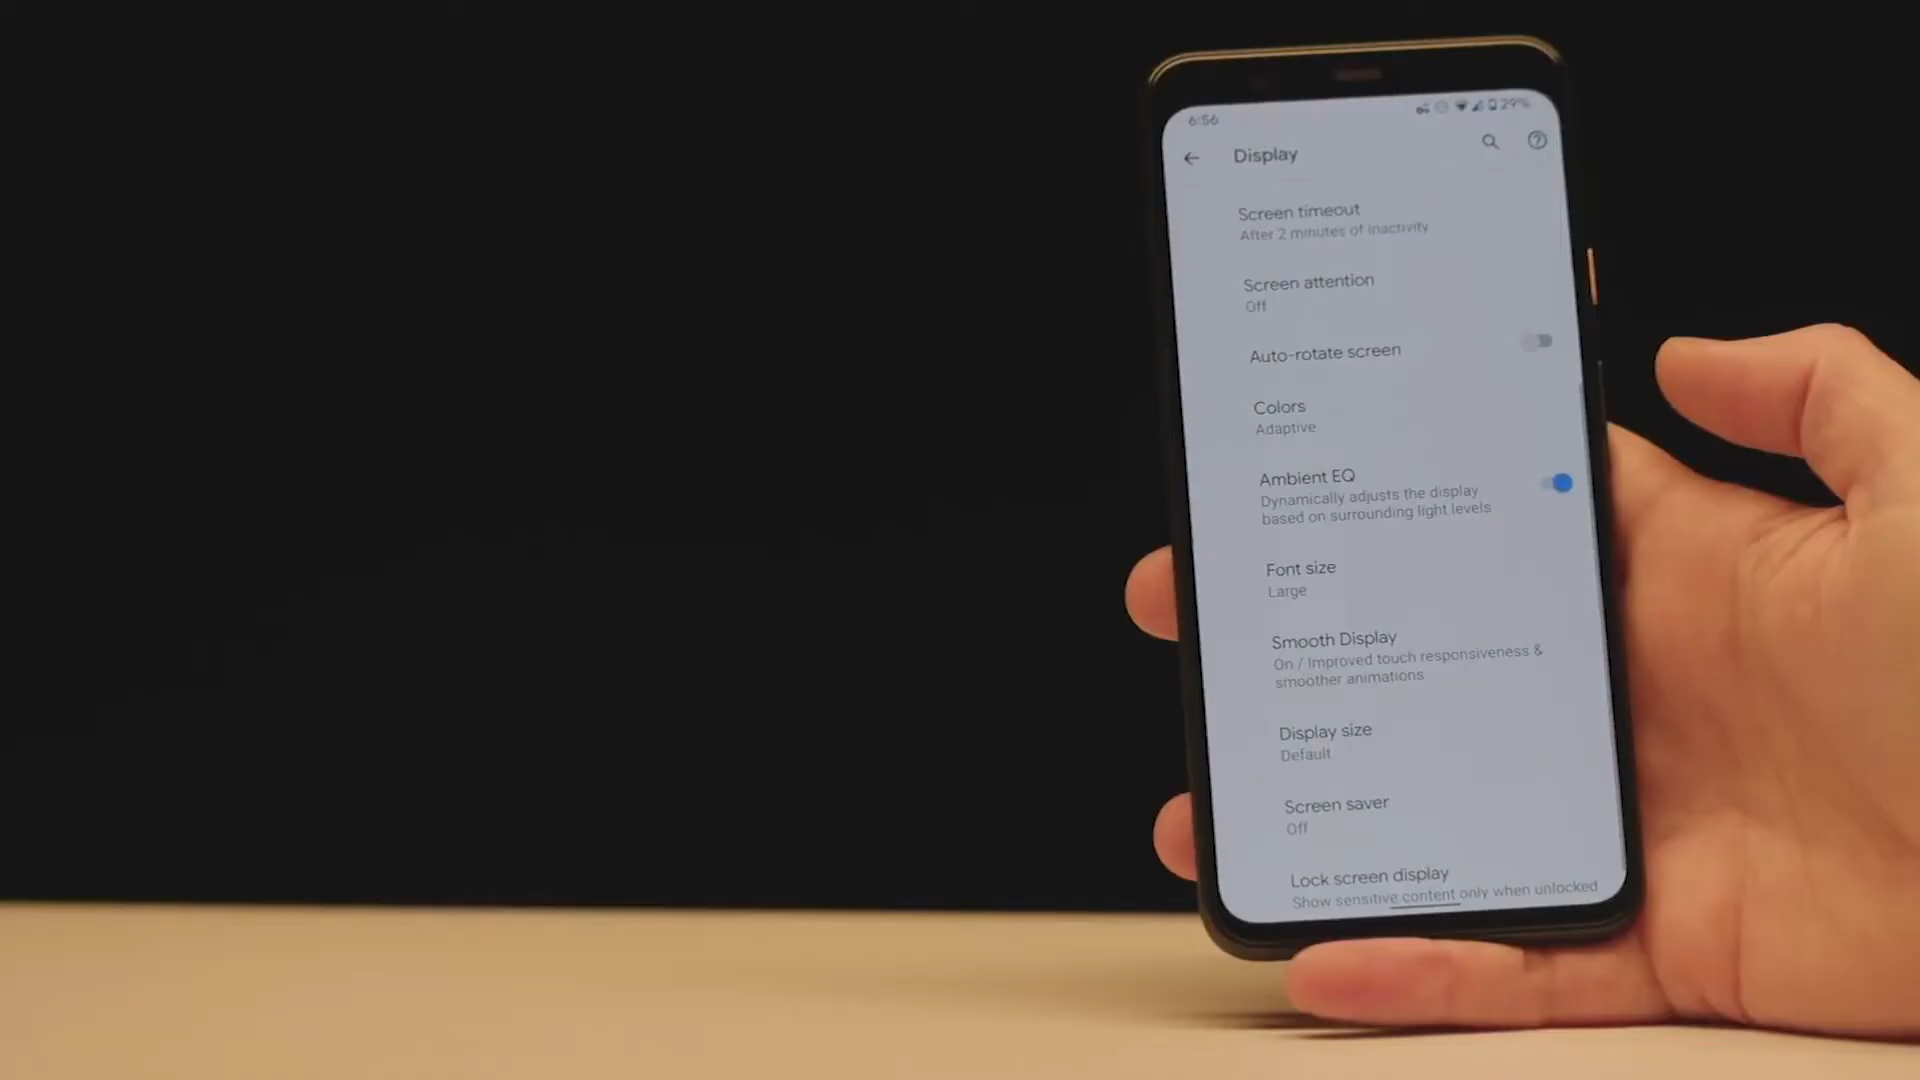 6:56
29%
Display
Screen timeout
After 2 minutes of inactivity
Screen attention
Off
Auto-rotate screen
Colors
Adaptive
Ambient EQ
Dynamically adjusts the display
based on surrounding light levels
Font size
Large
Smooth Display
On / Improved touch responsiveness &
smoother animations
Display size
Default
Screen saver
Off
Lock screen display
Show sensitive content only when unlocked